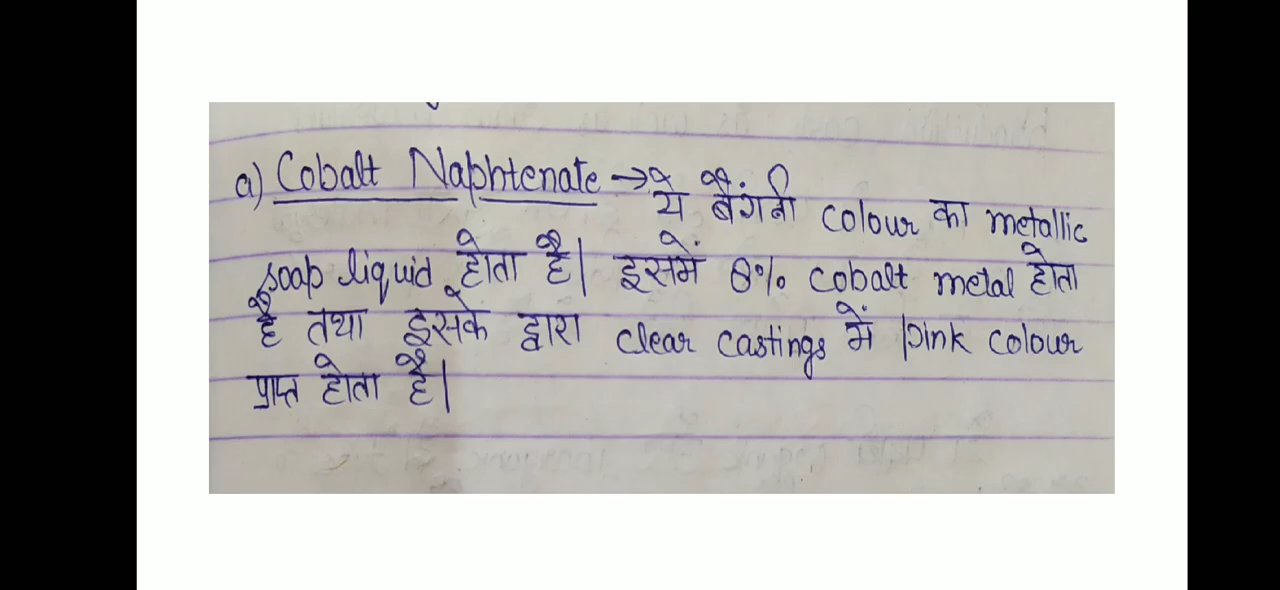 a) Cobalt Naphtenate → ये बैंगनी colour का metallic
soap liquid होता है। इसमें 8% cobalt metal होता
है तथा इसके द्वारा clear castings में pink colour
प्राप्त होता है।